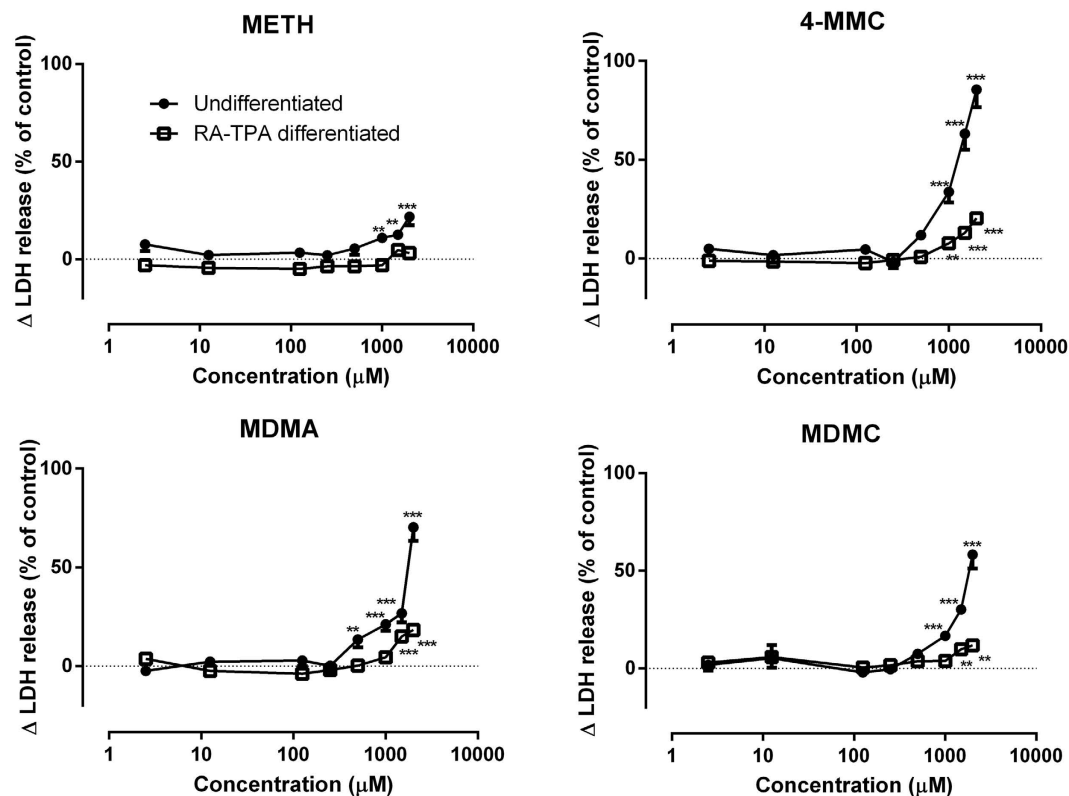 METH
Δ LDH release (% of control)
100
50
0
Undifferentiated
RA-TPA differentiated
**
**
***
1 10 100 1000 10000
Concentration (μM)
4-MMC
Δ LDH release (% of control)
100
50
0
***
***
***
**
***
***
1 10 100 1000 10000
Concentration (μM)
MDMA
Δ LDH release (% of control)
100
50
0
**
***
***
***
***
***
1 10 100 1000 10000
Concentration (μM)
MDMC
Δ LDH release (% of control)
100
50
0
***
***
***
**
**
1 10 100 1000 10000
Concentration (μM)